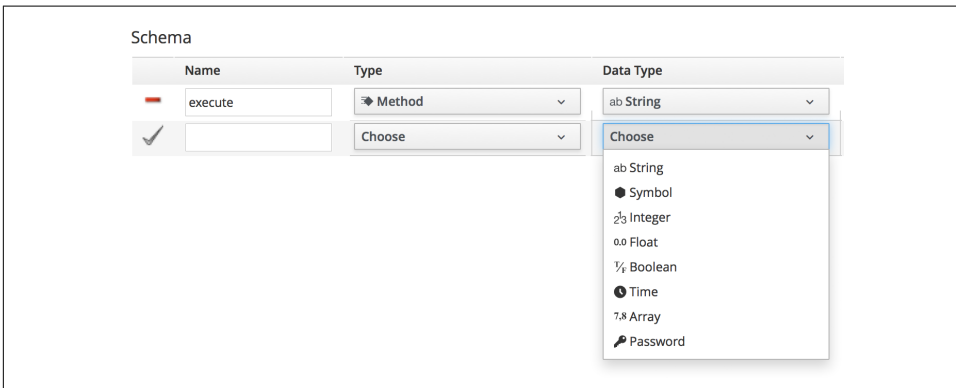 Schema
Name Type Data Type
execute Method ab String
Choose Choose
ab String
Symbol
213 Integer
0.0 Float
T/F Boolean
Time
7,8 Array
Password